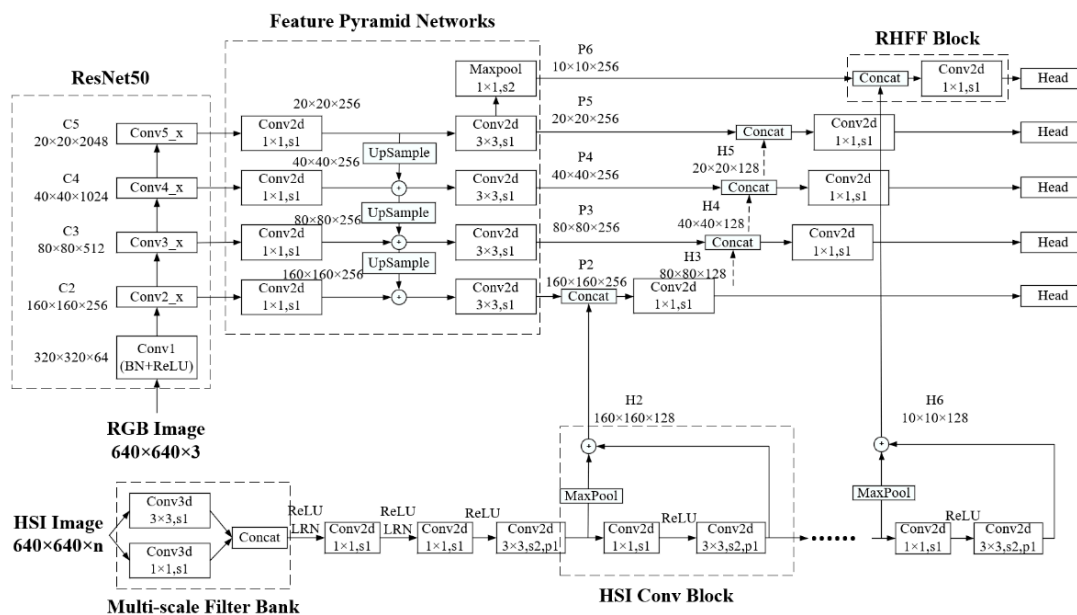 Feature Pyramid Networks
RHFF Block
ResNet50
P6
10×10×256
Maxpool
1×1,s2
Concat
Conv2d
1×1,s1
Head
C5
20×20×2048
Conv5_x
20×20×256
Conv2d
1×1,s1
UpSample
Conv2d
3×3,s1
P5
20×20×256
Concat
Conv2d
1×1,s1
Head
C4
40×40×1024
Conv4_x
40×40×256
Conv2d
1×1,s1
+
UpSample
Conv2d
3×3,s1
P4
40×40×256
H5
20×20×128
Concat
Conv2d
1×1,s1
Head
C3
80×80×512
Conv3_x
80×80×256
Conv2d
1×1,s1
+
UpSample
Conv2d
3×3,s1
P3
80×80×256
H4
40×40×128
Concat
Conv2d
1×1,s1
Head
C2
160×160×256
Conv2_x
160×160×256
Conv2d
1×1,s1
+
Conv2d
3×3,s1
P2
160×160×256
H3
80×80×128
Concat
Conv2d
1×1,s1
Head
320×320×64
Conv1
(BN+ReLU)
RGB Image
640×640×3
H2
160×160×128
+
MaxPool
H6
10×10×128
+
MaxPool
HSI Image
640×640×n
Conv3d
3×3,s1
Conv3d
1×1,s1
Concat
ReLU
LRN
Conv2d
1×1,s1
ReLU
LRN
Conv2d
1×1,s1
ReLU
Conv2d
3×3,s2,p1
Conv2d
1×1,s1
ReLU
Conv2d
3×3,s2,p1
......
Conv2d
1×1,s1
ReLU
Conv2d
3×3,s2,p1
Multi-scale Filter Bank
HSI Conv Block